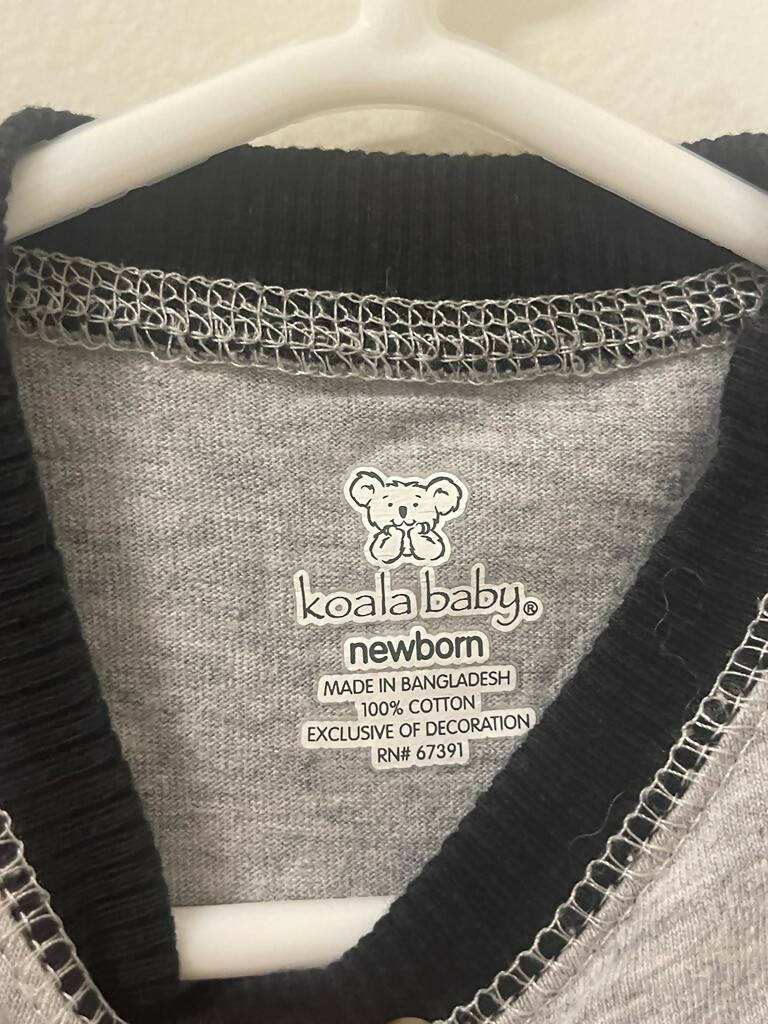 koala baby®
newborn
MADE IN BANGLADESH
100% COTTON
EXCLUSIVE OF DECORATION
RN# 67391